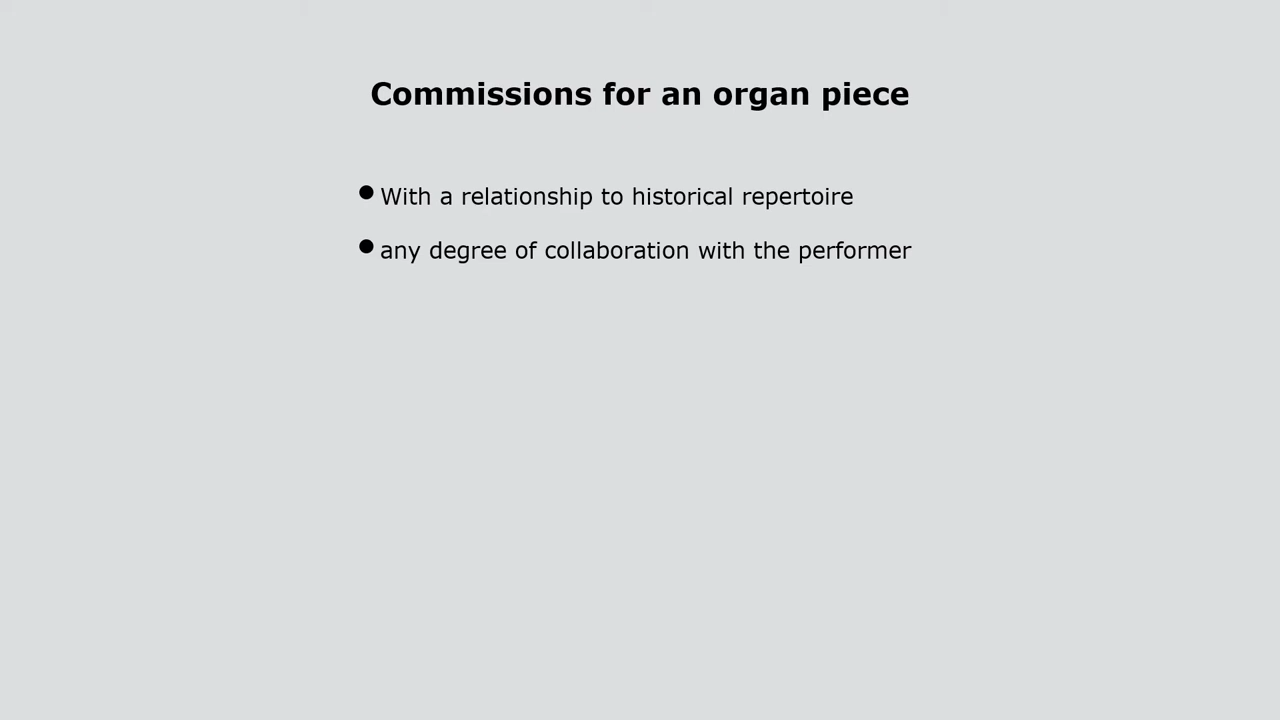 Commissions for an organ piece
● With a relationship to historical repertoire
● any degree of collaboration with the performer